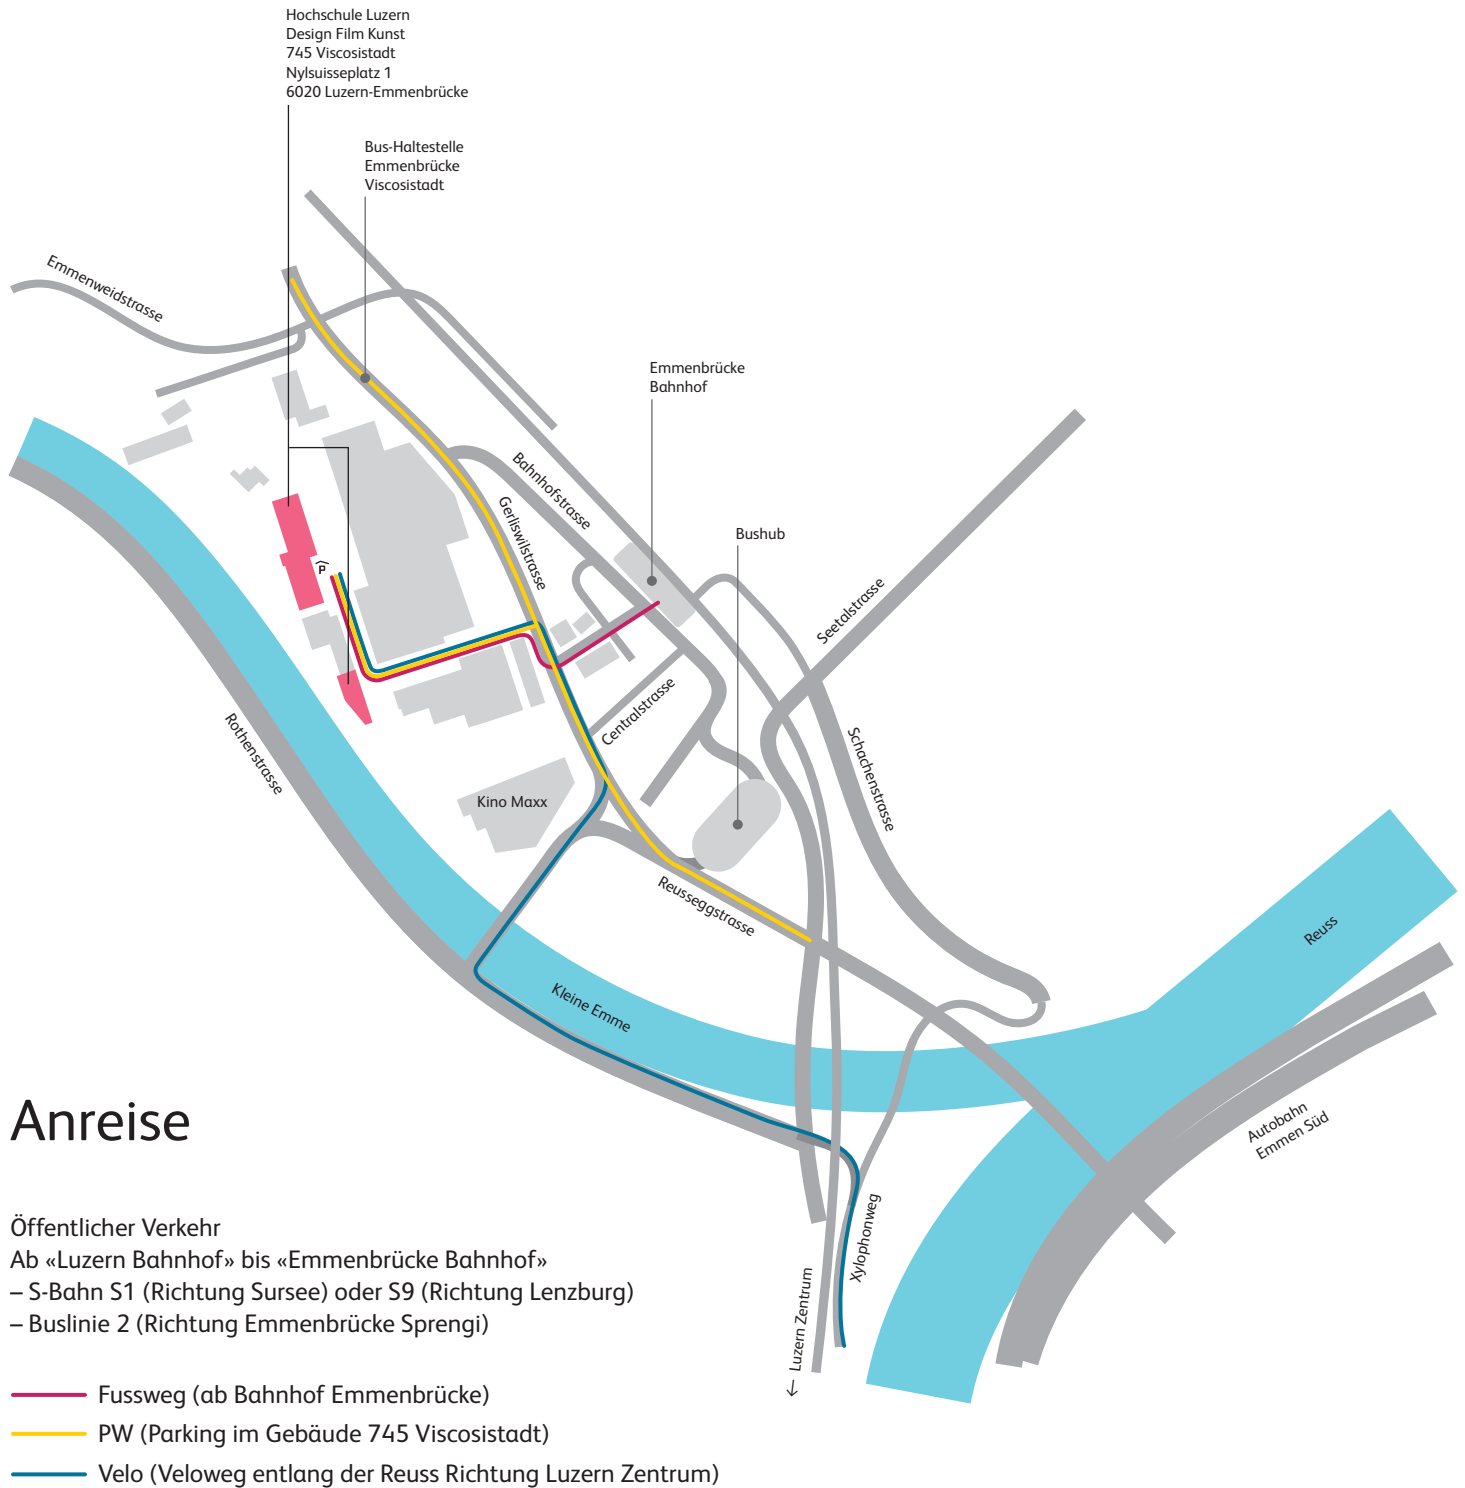 Hochschule Luzern
Design Film Kunst
745 Viscosistadt
Nylsuisseplatz 1
6020 Luzern-Emmenbrücke
Bus-Haltestelle
Emmenbrücke
Viscosistadt
Emmenweidstrasse
Emmenbrücke
Bahnhof
Bahnhofstrasse
Gerliswilstrasse
Bushub
P
Seetalstrasse
Centralstrasse
Rothenstrasse
Schachenstrasse
Kino Maxx
Reusseggstrasse
Reuss
Kleine Emme
Autobahn
Emmen Süd
Xylophonweg
← Luzern Zentrum
Anreise
Öffentlicher Verkehr
Ab «Luzern Bahnhof» bis «Emmenbrücke Bahnhof»
– S-Bahn S1 (Richtung Sursee) oder S9 (Richtung Lenzburg)
– Buslinie 2 (Richtung Emmenbrücke Sprengi)
Fussweg (ab Bahnhof Emmenbrücke)
PW (Parking im Gebäude 745 Viscosistadt)
Velo (Veloweg entlang der Reuss Richtung Luzern Zentrum)